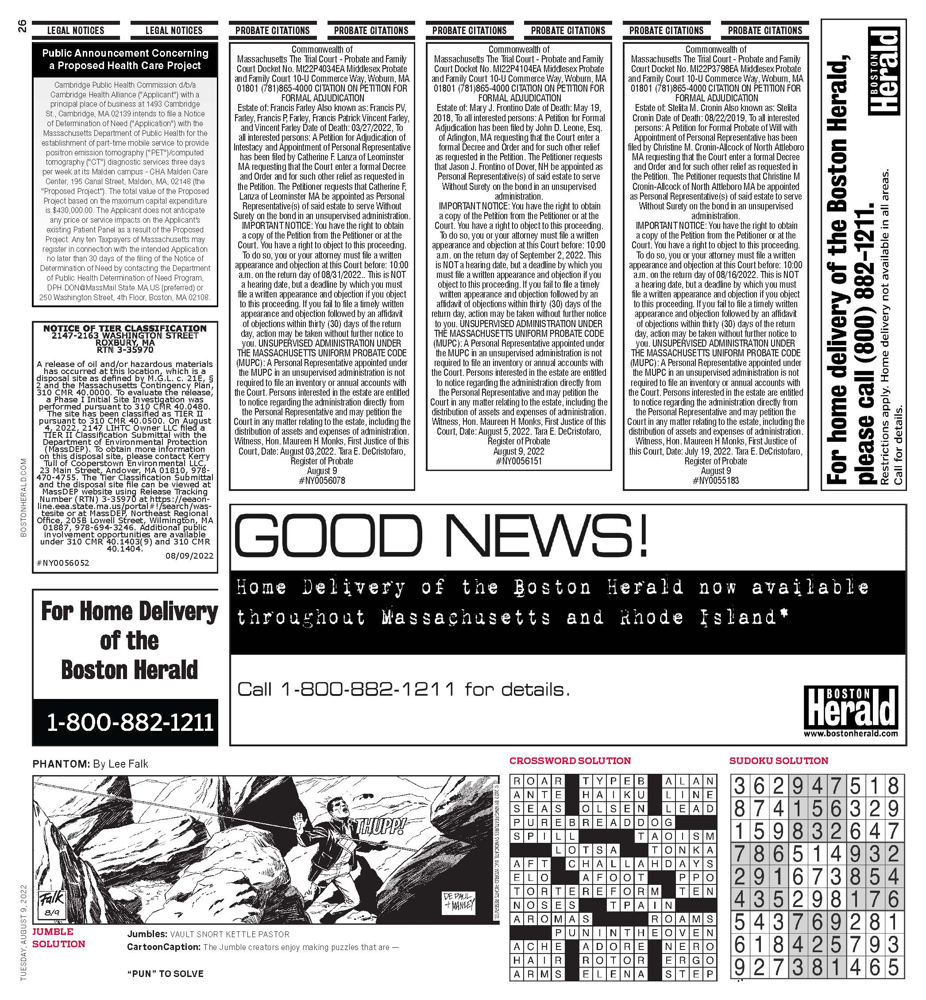 26
BOSTONHERALD.COM
TUESDAY, AUGUST 9, 2022
LEGAL NOTICES
LEGAL NOTICES
Public Announcement Concerning
a Proposed Health Care Project
Cambridge Public Health Commission d/b/a
Cambridge Health Alliance ("Applicant") with a
principal place of business at 1493 Cambridge
St., Cambridge, MA 02139 intends to file a Notice
of Determination of Need ("Application") with the
Massachusetts Department of Public Health for the
establishment of part-time mobile service to provide
positron emission tomography ("PET")/computed
tomography ("CT") diagnostic services three days
per week at its Malden campus - CHA Malden Care
Center, 195 Canal Street, Malden, MA, 02148 (the
"Proposed Project"). The total value of the Proposed
Project based on the maximum capital expenditure
is $430,000.00. The Applicant does not anticipate
any price or service impacts on the Applicant's
existing Patient Panel as a result of the Proposed
Project. Any ten Taxpayers of Massachusetts may
register in connection with the intended Application
no later than 30 days of the filing of the Notice of
Determination of Need by contacting the Department
of Public Health Determination of Need Program,
DPH.DON@MassMail.State.MA.US (preferred) or
250 Washington Street, 4th Floor, Boston, MA 02108.
NOTICE OF TIER CLASSIFICATION
2147-2163 WASHINGTON STREET
ROXBURY, MA
RTN 3-35970
A release of oil and/or hazardous materials
has occurred at this location, which is a
disposal site as defined by M.G.L. c. 21E, §
2 and the Massachusetts Contingency Plan,
310 CMR 40.0000. To evaluate the release,
a Phase I Initial Site Investigation was
performed pursuant to 310 CMR 40.0480.
The site has been classified as TIER II
pursuant to 310 CMR 40.0500. On August
4, 2022, 2147 LIHTC Owner LLC filed a
TIER II Classification Submittal with the
Department of Environmental Protection
(MassDEP). To obtain more information
on this disposal site, please contact Kerry
Tull of Cooperstown Environmental LLC,
23 Main Street, Andover, MA 01810, 978-
470-4755. The Tier Classification Submittal
and the disposal site file can be viewed at
MassDEP website using Release Tracking
Number (RTN) 3-35970 at https://eeaon-
line.eea.state.ma.us/portal#!/search/was-
tesite or at MassDEP, Northeast Regional
Office, 205B Lowell Street, Wilmington, MA
01887, 978-694-3246. Additional public
involvement opportunities are available
under 310 CMR 40.1403(9) and 310 CMR
40.1404.
08/09/2022
#NY0056052
For Home Delivery
of the
Boston Herald
1-800-882-1211
PROBATE CITATIONS
PROBATE CITATIONS
Commonwealth of
Massachusetts The Trial Court - Probate and Family
Court Docket No. MI22P4034EA Middlesex Probate
and Family Court 10-U Commerce Way, Woburn, MA
01801 (781)865-4000 CITATION ON PETITION FOR
FORMAL ADJUDICATION
Estate of: Francis Farley Also known as: Francis P.V,
Farley, Francis P, Farley, Francis Patrick Vincent Farley,
and Vincent Farley Date of Death: 03/27/2022, To
all interested persons: A Petition for Adjudication of
Intestacy and Appointment of Personal Representative
has been filed by Catherine F. Lanza of Leominster
MA requesting that the Court enter a formal Decree
and Order and for such other relief as requested in
the Petition. The Petitioner requests that Catherine F,
Lanza of Leominster MA be appointed as Personal
Representative(s) of said estate to serve Without
Surety on the bond in an unsupervised administration.
IMPORTANT NOTICE: You have the right to obtain
a copy of the Petition from the Petitioner or at the
Court. You have a right to object to this proceeding.
To do so, you or your attorney must file a written
appearance and objection at this Court before: 10:00
a.m. on the return day of 08/31/2022.. This is NOT
a hearing date, but a deadline by which you must
file a written appearance and objection if you object
to this proceeding. If you fail to file a timely written
appearance and objection followed by an affidavit
of objections within thirty (30) days of the return
day, action may be taken without further notice to
you. UNSUPERVISED ADMINISTRATION UNDER
THE MASSACHUSETTS UNIFORM PROBATE CODE
(MUPC): A Personal Representative appointed under
the MUPC in an unsupervised administration is not
required to file an inventory or annual accounts with
the Court. Persons interested in the estate are entitled
to notice regarding the administration directly from
the Personal Representative and may petition the
Court in any matter relating to the estate, including the
distribution of assets and expenses of administration.
Witness, Hon. Maureen H Monks, First Justice of this
Court, Date: August 03,2022. Tara E. DeCristofaro,
Register of Probate
August 9
#NY0056078
PROBATE CITATIONS
PROBATE CITATIONS
Commonwealth of
Massachusetts The Trial Court - Probate and Family
Court Docket No. MI22P4104EA Middlesex Probate
and Family Court 10-U Commerce Way, Woburn, MA
01801 (781)865-4000 CITATION ON PETITION FOR
FORMAL ADJUDICATION
Estate of: Mary J. Frontino Date of Death: May 19,
2018, To all interested persons: A Petition for Formal
Adjudication has been filed by John D. Leone, Esq.
of Arlington, MA requesting that the Court enter a
formal Decree and Order and for such other relief
as requested in the Petition. The Petitioner requests
that Jason J. Frontino of Dover, NH be appointed as
Personal Representative(s) of said estate to serve
Without Surety on the bond in an unsupervised
administration.
IMPORTANT NOTICE: You have the right to obtain
a copy of the Petition from the Petitioner or at the
Court. You have a right to object to this proceeding.
To do so, you or your attorney must file a written
appearance and objection at this Court before: 10:00
a.m. on the return day of September 2, 2022. This
is NOT a hearing date, but a deadline by which you
must file a written appearance and objection if you
object to this proceeding. If you fail to file a timely
written appearance and objection followed by an
affidavit of objections within thirty (30) days of the
return day, action may be taken without further notice
to you. UNSUPERVISED ADMINISTRATION UNDER
THE MASSACHUSETTS UNIFORM PROBATE CODE
(MUPC): A Personal Representative appointed under
the MUPC in an unsupervised administration is not
required to file an inventory or annual accounts with
the Court. Persons interested in the estate are entitled
to notice regarding the administration directly from
the Personal Representative and may petition the
Court in any matter relating to the estate, including the
distribution of assets and expenses of administration.
Witness, Hon. Maureen H Monks, First Justice of this
Court, Date: August 5, 2022. Tara E. DeCristofaro,
Register of Probate
August 9, 2022
#NY0056151
PROBATE CITATIONS
PROBATE CITATIONS
Commonwealth of
Massachusetts The Trial Court - Probate and Family
Court Docket No. MI22P3798EA Middlesex Probate
and Family Court 10-U Commerce Way, Woburn, MA
01801 (781)865-4000 CITATION ON PETITION FOR
FORMAL ADJUDICATION
Estate of: Stelita M. Cronin Also known as: Stelita
Cronin Date of Death: 08/22/2019, To all interested
persons: A Petition for Formal Probate of Will with
Appointment of Personal Representative has been
filed by Christine M. Cronin-Allcock of North Attleboro
MA requesting that the Court enter a formal Decree
and Order and for such other relief as requested in
the Petition. The Petitioner requests that Christine M
Cronin-Allcock of North Attleboro MA be appointed
as Personal Representative(s) of said estate to serve
Without Surety on the bond in an unsupervised
administration.
IMPORTANT NOTICE: You have the right to obtain
a copy of the Petition from the Petitioner or at the
Court. You have a right to object to this proceeding.
To do so, you or your attorney must file a written
appearance and objection at this Court before: 10:00
a.m. on the return day of 08/16/2022. This is NOT
a hearing date, but a deadline by which you must
file a written appearance and objection if you object
to this proceeding. If you fail to file a timely written
appearance and objection followed by an affidavit
of objections within thirty (30) days of the return
day, action may be taken without further notice to
you. UNSUPERVISED ADMINISTRATION UNDER
THE MASSACHUSETTS UNIFORM PROBATE CODE
(MUPC): A Personal Representative appointed under
the MUPC in an unsupervised administration is not
required to file an inventory or annual accounts with
the Court. Persons interested in the estate are entitled
to notice regarding the administration directly from
the Personal Representative and may petition the
Court in any matter relating to the estate, including the
distribution of assets and expenses of administration.
Witness, Hon. Maureen H Monks, First Justice of
this Court, Date: July 19, 2022. Tara E. DeCristofaro,
Register of Probate
August 9
#NY0055183
For home delivery of the Boston Herald,
please call (800) 882-1211.
Restrictions apply. Home delivery not available in all areas.
Call for details.
BOSTON
Herald
GOOD NEWS!
Home Delivery of the Boston Herald now available
throughout Massachusetts and Rhode Island*
Call 1-800-882-1211 for details.
BOSTON
Herald
www.bostonherald.com
PHANTOM: By Lee Falk
THUPP!
Falk
8/9
DEPAUL
+ MANLEY
© 2022 BY KING FEATURES SYNDICATE INC. WORLD RIGHTS RESERVED.
JUMBLE
SOLUTION
Jumbles: VAULT SNORT KETTLE PASTOR
CartoonCaption: The Jumble creators enjoy making puzzles that are —
“PUN” TO SOLVE
CROSSWORD SOLUTION
ROAR TYPEB ALAN
ANTE HAIKU LINE
SEAS OLSEN LEAD
PUREBREADDOG
SPILL TAOISM
LOTSA TONKA
AFT CHALLAHDAYS
ELO AFOOT PPO
TORTEREFORM TEN
NOSES TPAIN
AROMAS ROAMS
PUNINTHEOVEN
ACHE ADORE NERO
HAIR ROTOR ERGO
ARMS ELENA STEP
SUDOKU SOLUTION
3 6 2 9 4 7 5 1 8
8 7 4 1 5 6 3 2 9
1 5 9 8 3 2 6 4 7
7 8 6 5 1 4 9 3 2
2 9 1 6 7 3 8 5 4
4 3 5 2 9 8 1 7 6
5 4 3 7 6 9 2 8 1
6 1 8 4 2 5 7 9 3
9 2 7 3 8 1 4 6 5